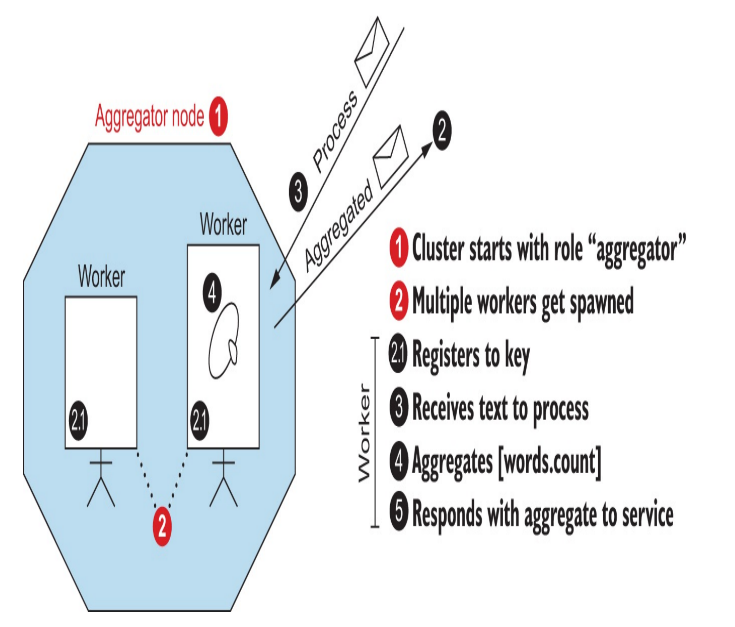 Aggregator node 1
Process
3
Aggregated
2
Worker
4
2.1
Worker
2.1
2
1 Cluster starts with role “aggregator”
2 Multiple workers get spawned
Worker
2.1 Registers to key
3 Receives text to process
4 Aggregates [words.count]
5 Responds with aggregate to service